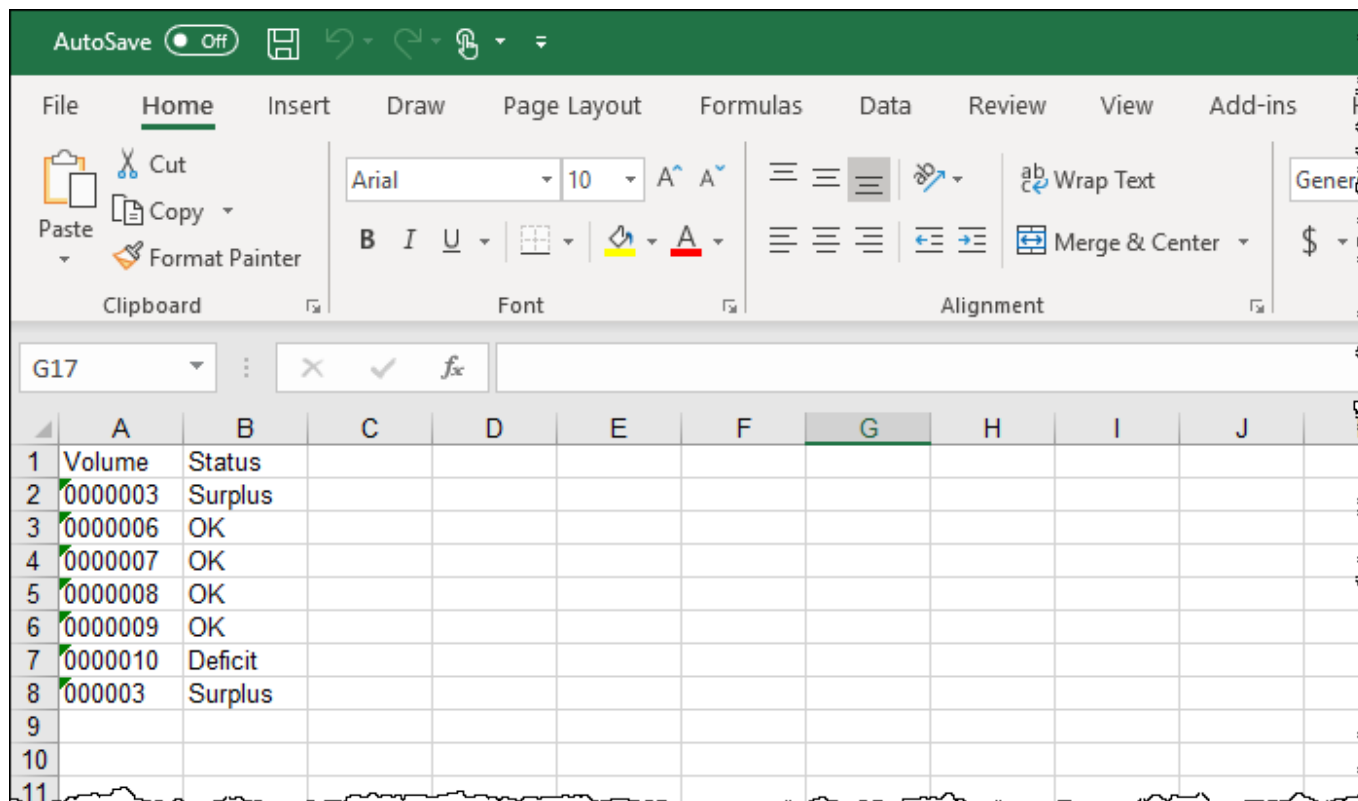 AutoSave Off
File Home Insert Draw Page Layout Formulas Data Review View Add-ins
Paste
Cut
Copy
Format Painter
Clipboard
Arial 10 A A
B I U A
Font
ab
c Wrap Text
Merge & Center
Alignment
$
G17 fx
A B C D E F G H I J
1 Volume Status
2 0000003 Surplus
3 0000006 OK
4 0000007 OK
5 0000008 OK
6 0000009 OK
7 0000010 Deficit
8 000003 Surplus
9
10
11